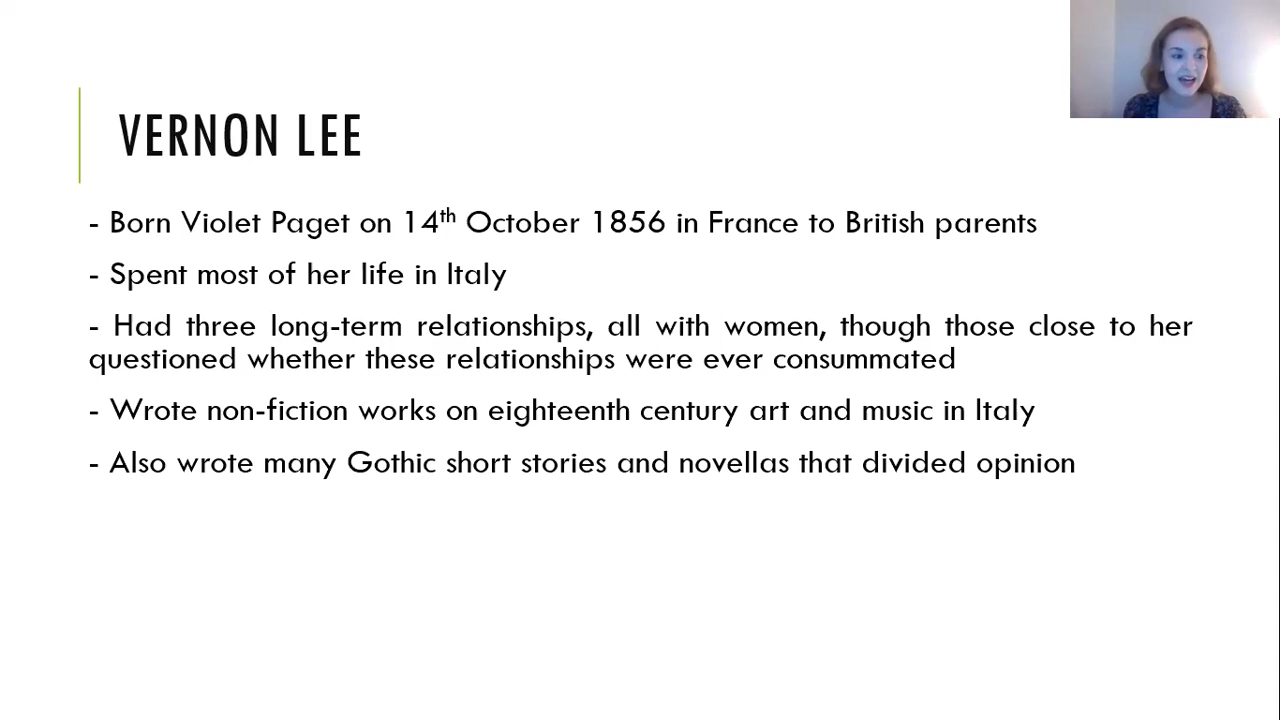 VERNON LEE
- Born Violet Paget on 14th October 1856 in France to British parents
- Spent most of her life in Italy
- Had three long-term relationships, all with women, though those close to her
questioned whether these relationships were ever consummated
- Wrote non-fiction works on eighteenth century art and music in Italy
- Also wrote many Gothic short stories and novellas that divided opinion